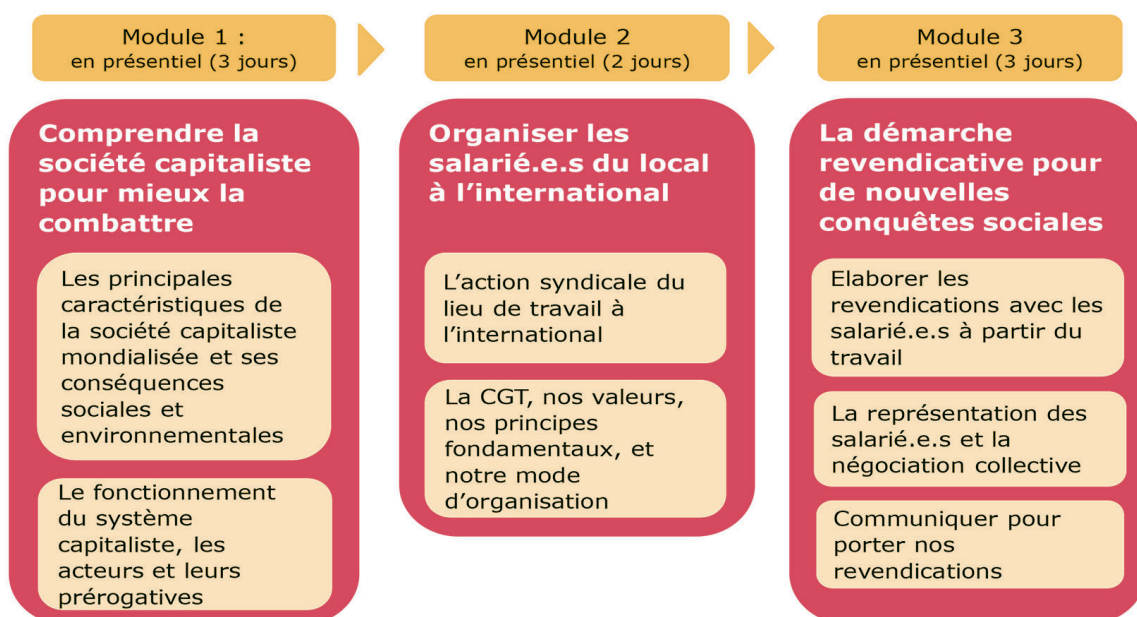 Module 1 :
en présentiel (3 jours)
Comprendre la
société capitaliste
pour mieux la
combattre
Les principales
caractéristiques de
la société capitaliste
mondialisée et ses
conséquences
sociales et
environnementales
Le fonctionnement
du système
capitaliste, les
acteurs et leurs
prérogatives
Module 2
en présentiel (2 jours)
Organiser les
salarié.e.s du local
à l’international
L’action syndicale du
lieu de travail à
l’international
La CGT, nos valeurs,
nos principes
fondamentaux, et
notre mode
d’organisation
Module 3
en présentiel (3 jours)
La démarche
revendicative pour
de nouvelles
conquêtes sociales
Elaborer les
revendications avec les
salarié.e.s à partir du
travail
La représentation des
salarié.e.s et la
négociation collective
Communiquer pour
porter nos
revendications